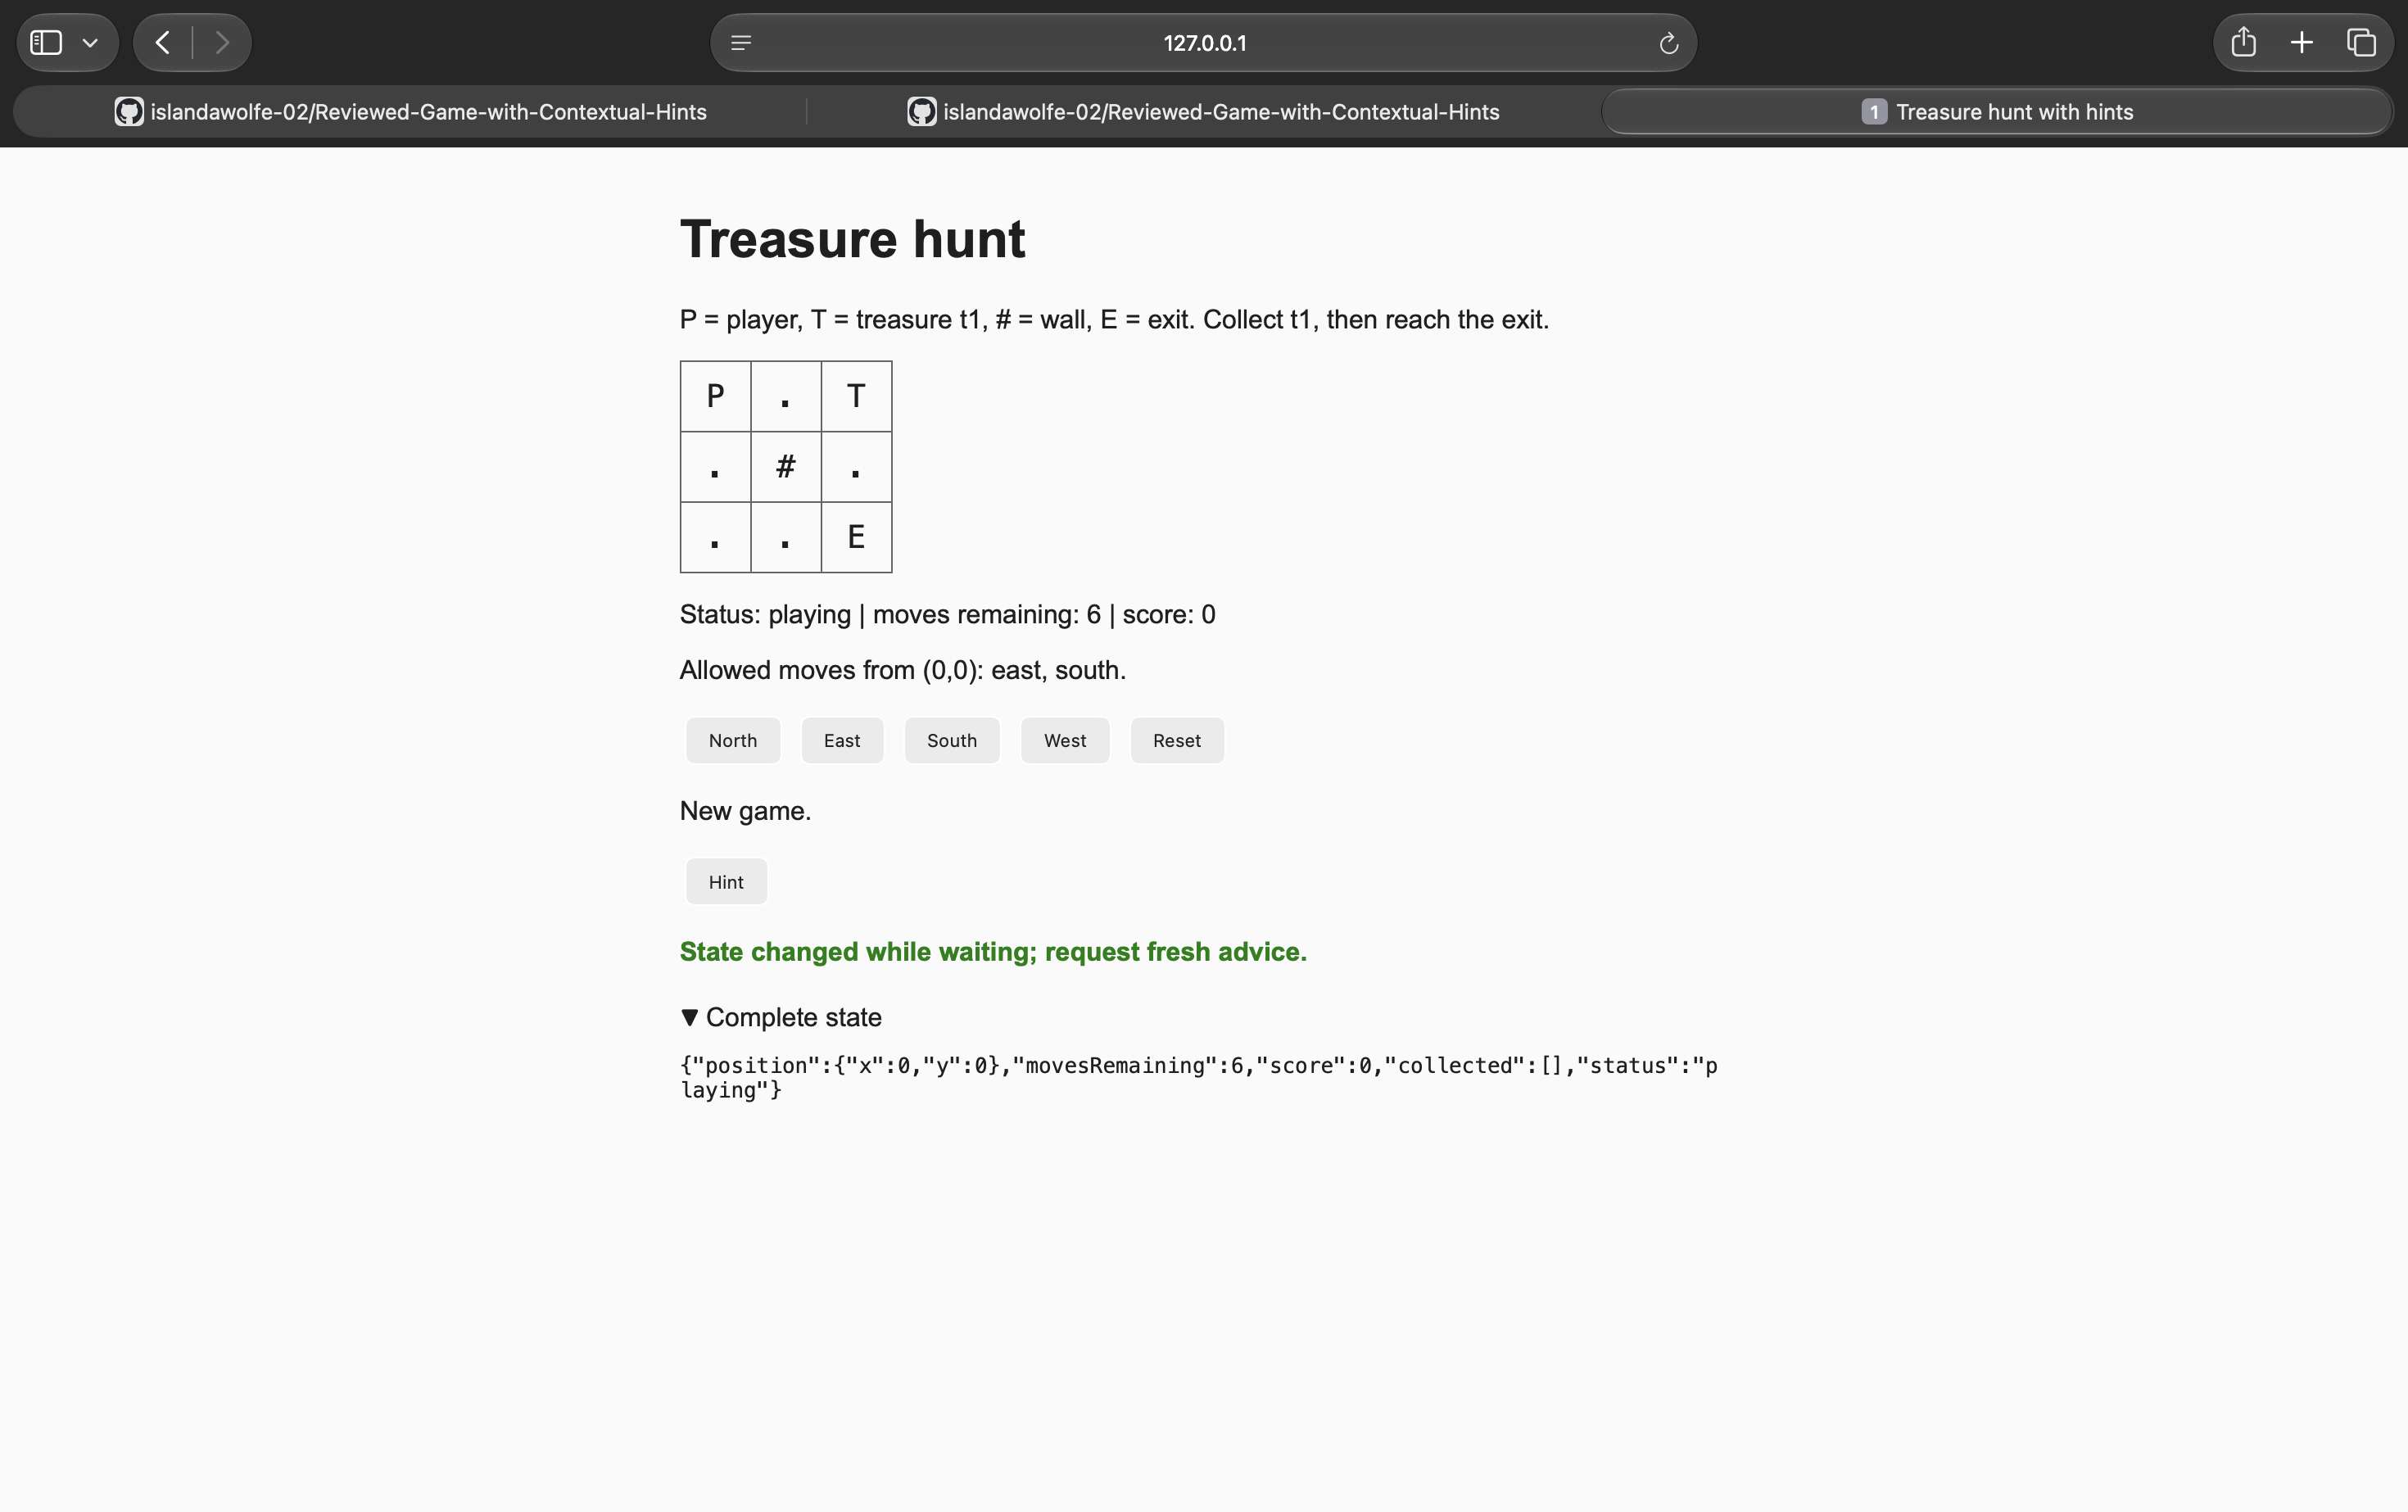 127.0.0.1
islandawolfe-02/Reviewed-Game-with-Contextual-Hints
islandawolfe-02/Reviewed-Game-with-Contextual-Hints
1 Treasure hunt with hints
Treasure hunt
P = player, T = treasure t1, # = wall, E = exit. Collect t1, then reach the exit.
P . T
. # .
. . E
Status: playing | moves remaining: 6 | score: 0
Allowed moves from (0,0): east, south.
North East South West Reset
New game.
Hint
State changed while waiting; request fresh advice.
▼ Complete state
{"position":{"x":0,"y":0},"movesRemaining":6,"score":0,"collected":[],"status":"p
laying"}